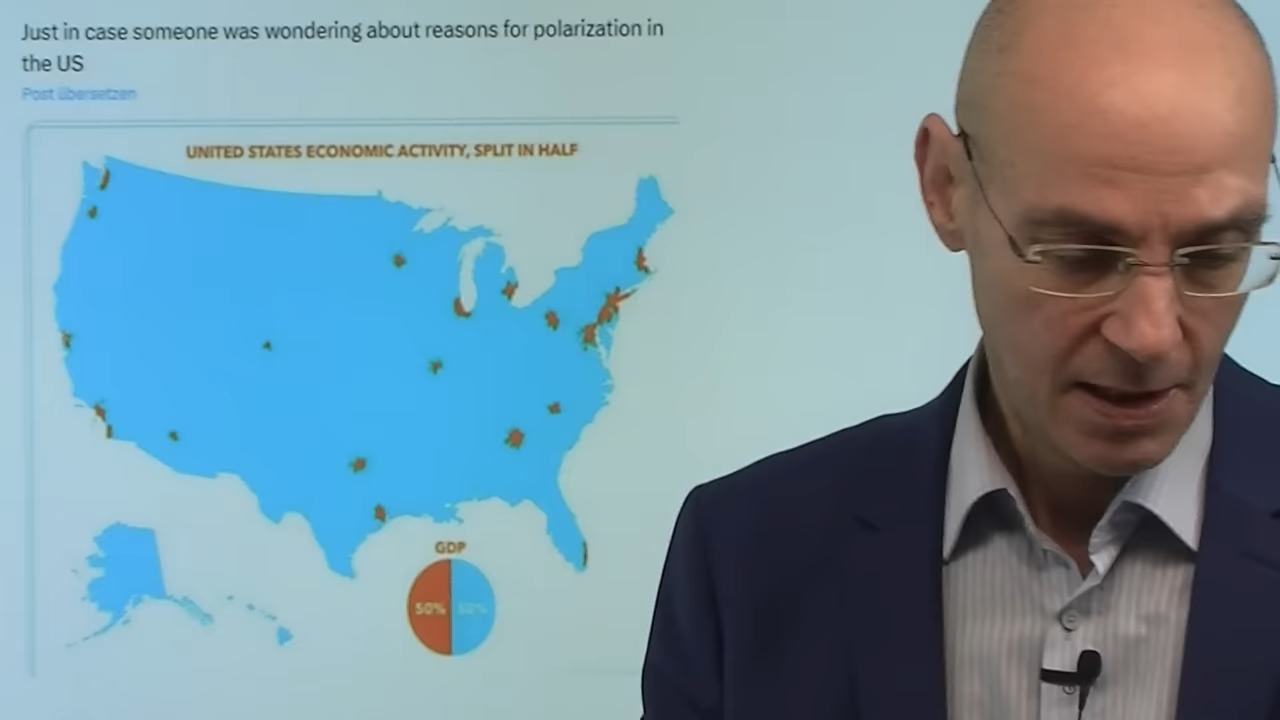 Just in case someone was wondering about reasons for polarization in
the US
Post übersetzen
UNITED STATES ECONOMIC ACTIVITY, SPLIT IN HALF
GDP
50% 50%